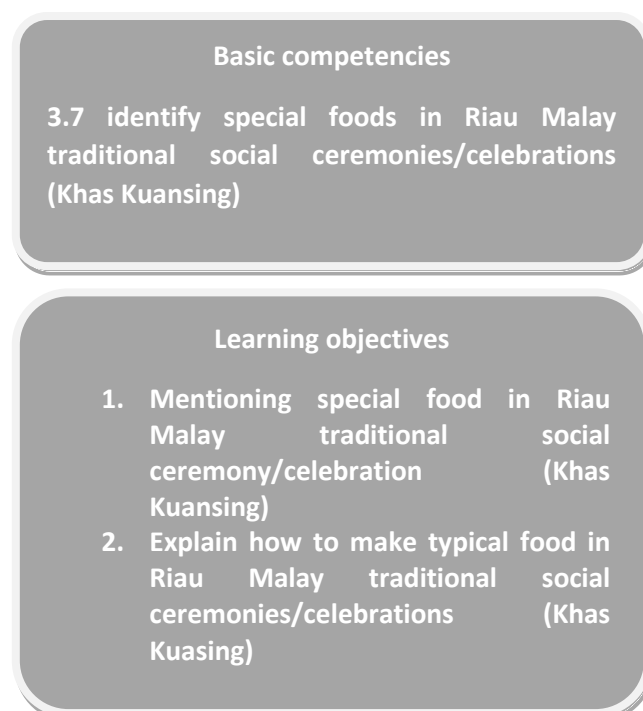 Basic competencies
3.7 identify special foods in Riau Malay
traditional social ceremonies/celebrations
(Khas Kuansing)
Learning objectives
1. Mentioning special food in Riau
Malay traditional social
ceremony/celebration (Khas
Kuansing)
2. Explain how to make typical food in
Riau Malay traditional social
ceremonies/celebrations (Khas
Kuasing)